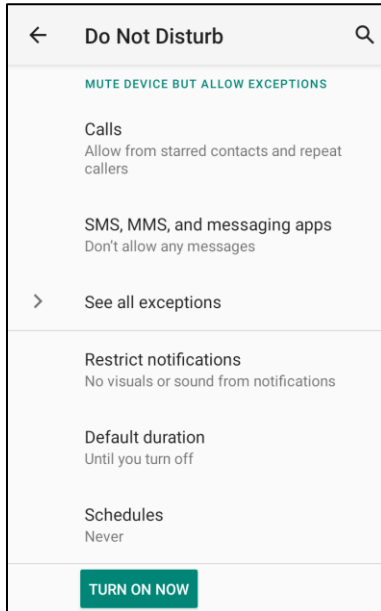 Do Not Disturb
MUTE DEVICE BUT ALLOW EXCEPTIONS
Calls
Allow from starred contacts and repeat
callers
SMS, MMS, and messaging apps
Don't allow any messages
See all exceptions
Restrict notifications
No visuals or sound from notifications
Default duration
Until you turn off
Schedules
Never
TURN ON NOW